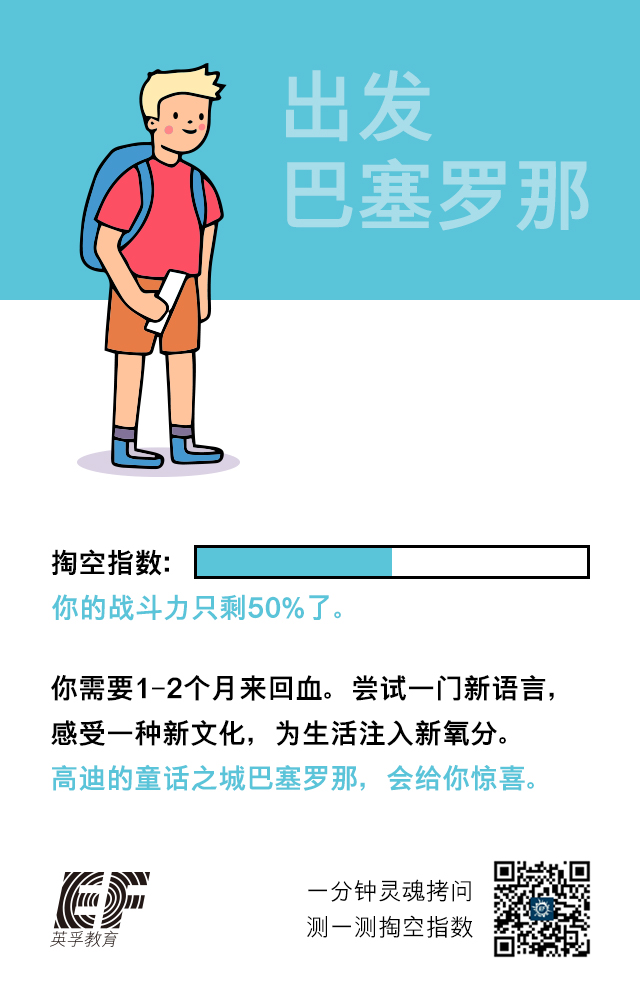 出发
巴塞罗那
掏空指数:
你的战斗力只剩50%了。
你需要1-2个月来回血。尝试一门新语言，
感受一种新文化，为生活注入新氧分。
高迪的童话之城巴塞罗那，会给你惊喜。
EF
英孚教育
一分钟灵魂拷问
测一测掏空指数